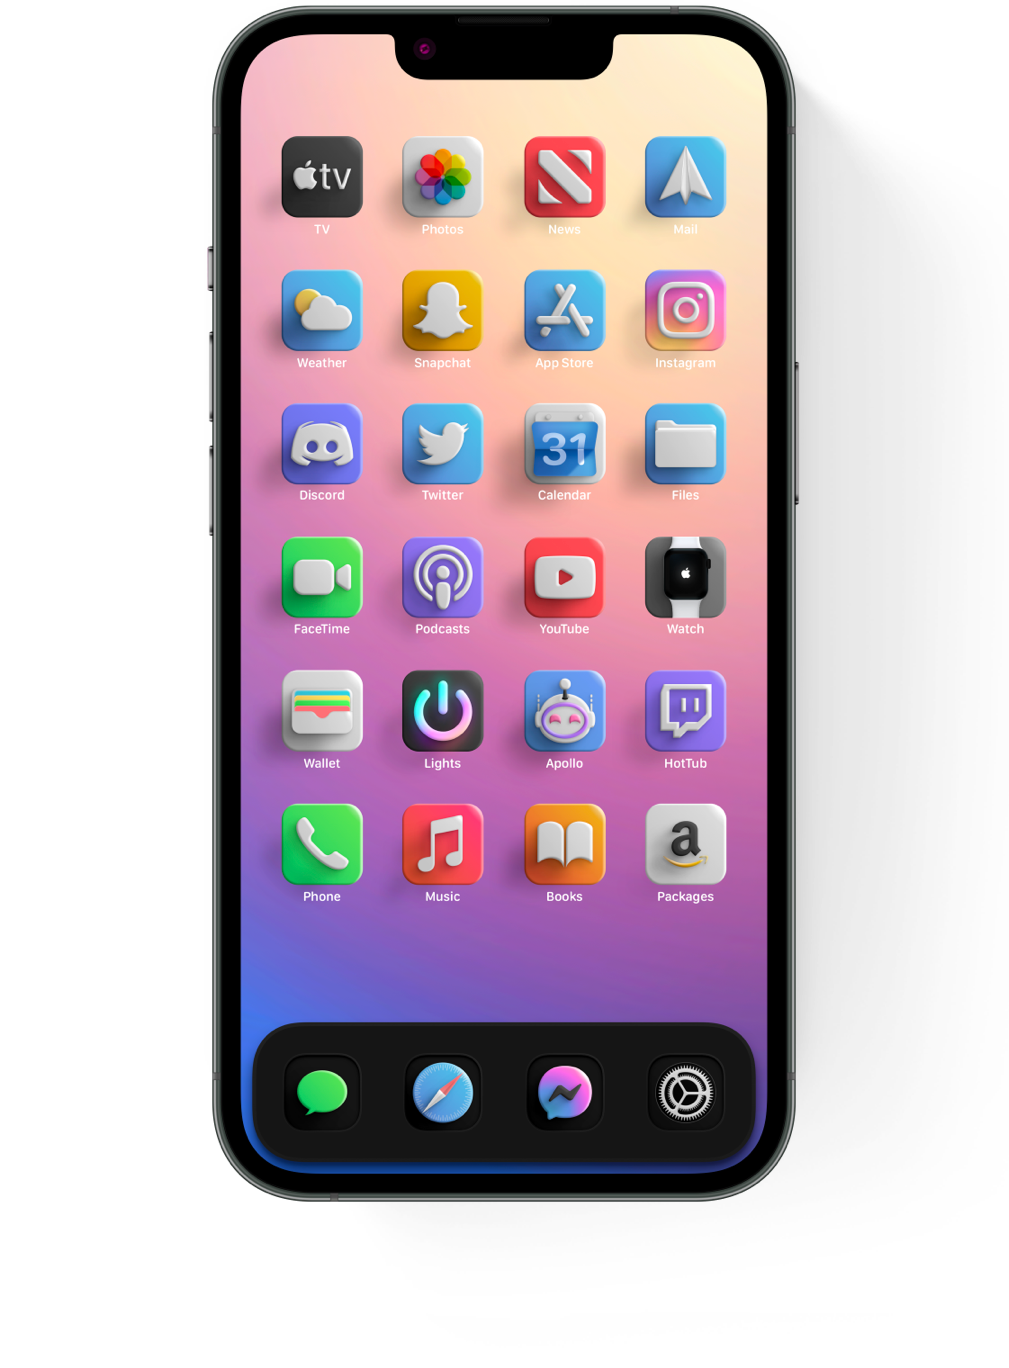 tv
TV
Photos
News
Mail
Weather
Snapchat
App Store
Instagram
31
Discord
Twitter
Calendar
Files
FaceTime
Podcasts
YouTube
Watch
Wallet
Lights
Apollo
HotTub
a
Phone
Music
Books
Packages